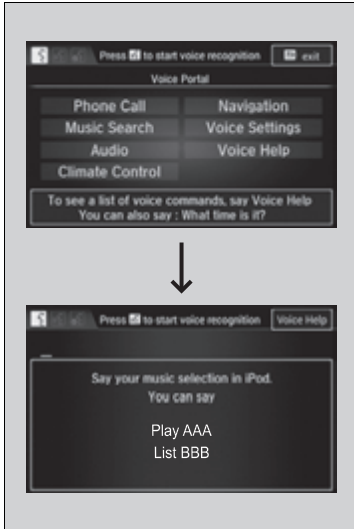 Press to start voice recognition exit
Voice Portal
Phone Call Navigation
Music Search Voice Settings
Audio Voice Help
Climate Control
To see a list of voice commands, say Voice Help
You can also say : What time is it?
Press to start voice recognition Voice Help
Say your music selection in iPod.
You can say
Play AAA
List BBB